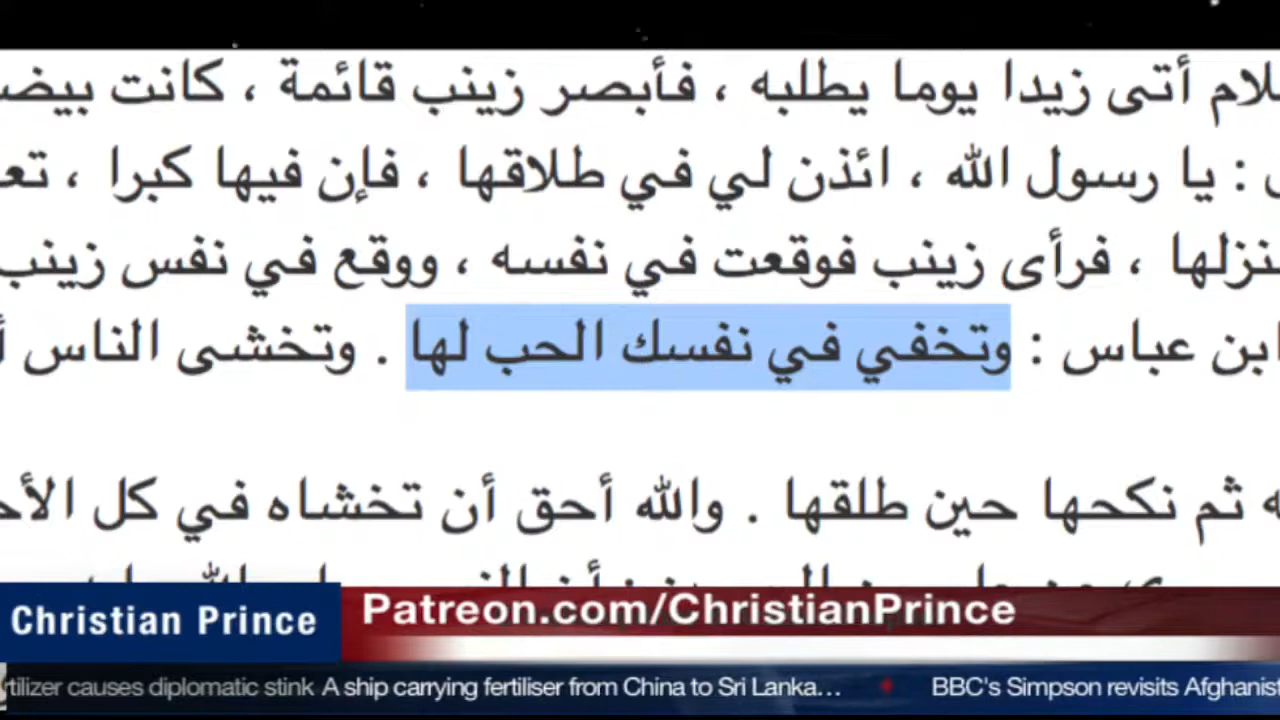 لام أتى زيدا يوما يطلبه ، فأبصر زينب قائمة ، كانت بيض
: يا رسول الله ، ائذن لي في طلاقها ، فإن فيها كبرا ، تع
نزلها ، فرأى زينب فوقعت في نفسه ، ووقع في نفس زينب
ابن عباس : وتخفي في نفسك الحب لها . وتخشى الناس أ
ه ثم نكحها حين طلقها . والله أحق أن تخشاه في كل الأح
Christian Prince
Patreon.com/ChristianPrince
rtilizer causes diplomatic stink A ship carrying fertiliser from China to Sri Lanka… BBC's Simpson revisits Afghanist